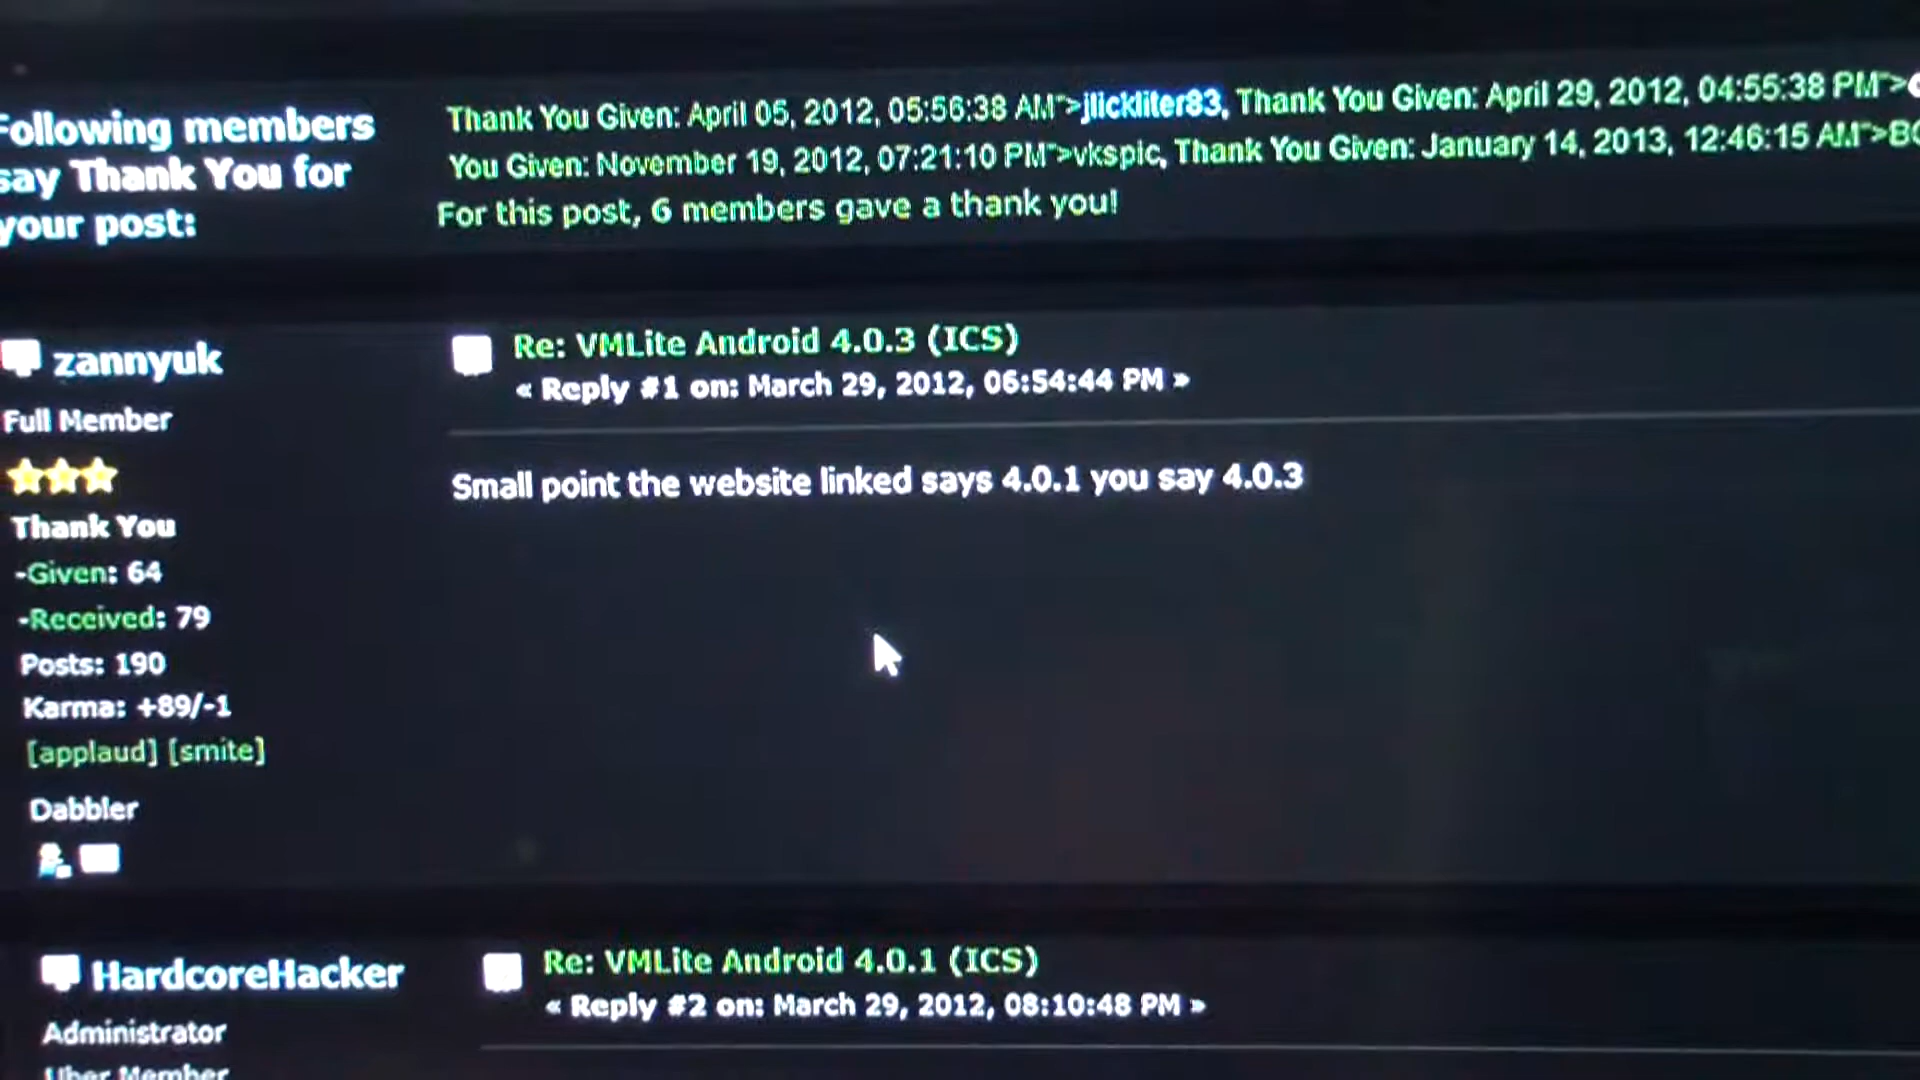 Following members
say Thank You for
your post:
Thank You Given: April 05, 2012, 05:56:38 AM">jlickliter83, Thank You Given: April 29, 2012, 04:55:38 PM">
You Given: November 19, 2012, 07:21:10 PM">vkspic, Thank You Given: January 14, 2013, 12:46:15 AM">
For this post, 6 members gave a thank you!
zannyuk
Full Member
Thank You
-Given: 64
-Received: 79
Posts: 190
Karma: +89/-1
[applaud] [smite]
Dabbler
Re: VMLite Android 4.0.3 (ICS)
« Reply #1 on: March 29, 2012, 06:54:44 PM »
Small point the website linked says 4.0.1 you say 4.0.3
HardcoreHacker
Administrator
Uber Member
Re: VMLite Android 4.0.1 (ICS)
« Reply #2 on: March 29, 2012, 08:10:48 PM »